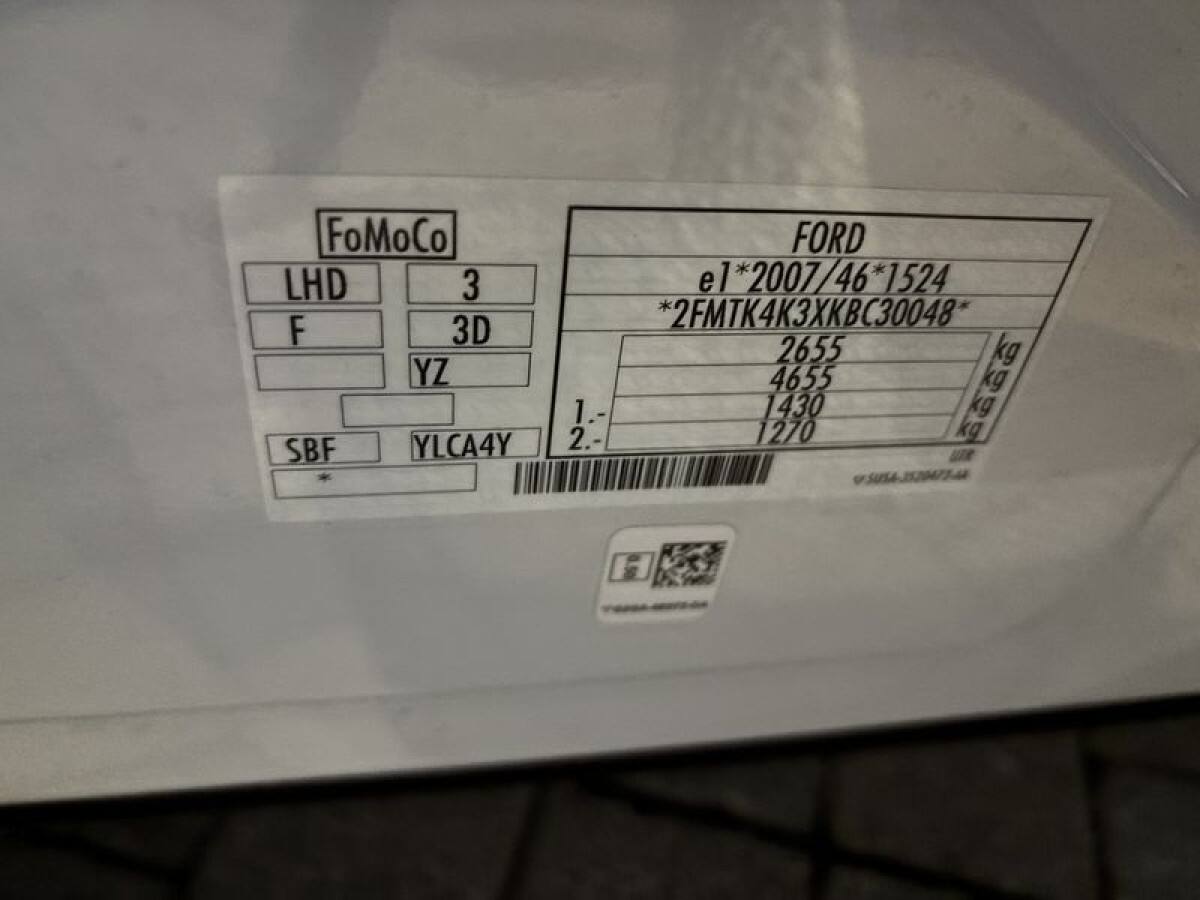 FoMoCo
LHD 3
F 3D
YZ
SBF YLCA4Y
*
FORD
e1*2007/46*1524
*2FMTK4K3XKBC30048*
2655 kg
4655 kg
1.- 1430 kg
2.- 1270 kg